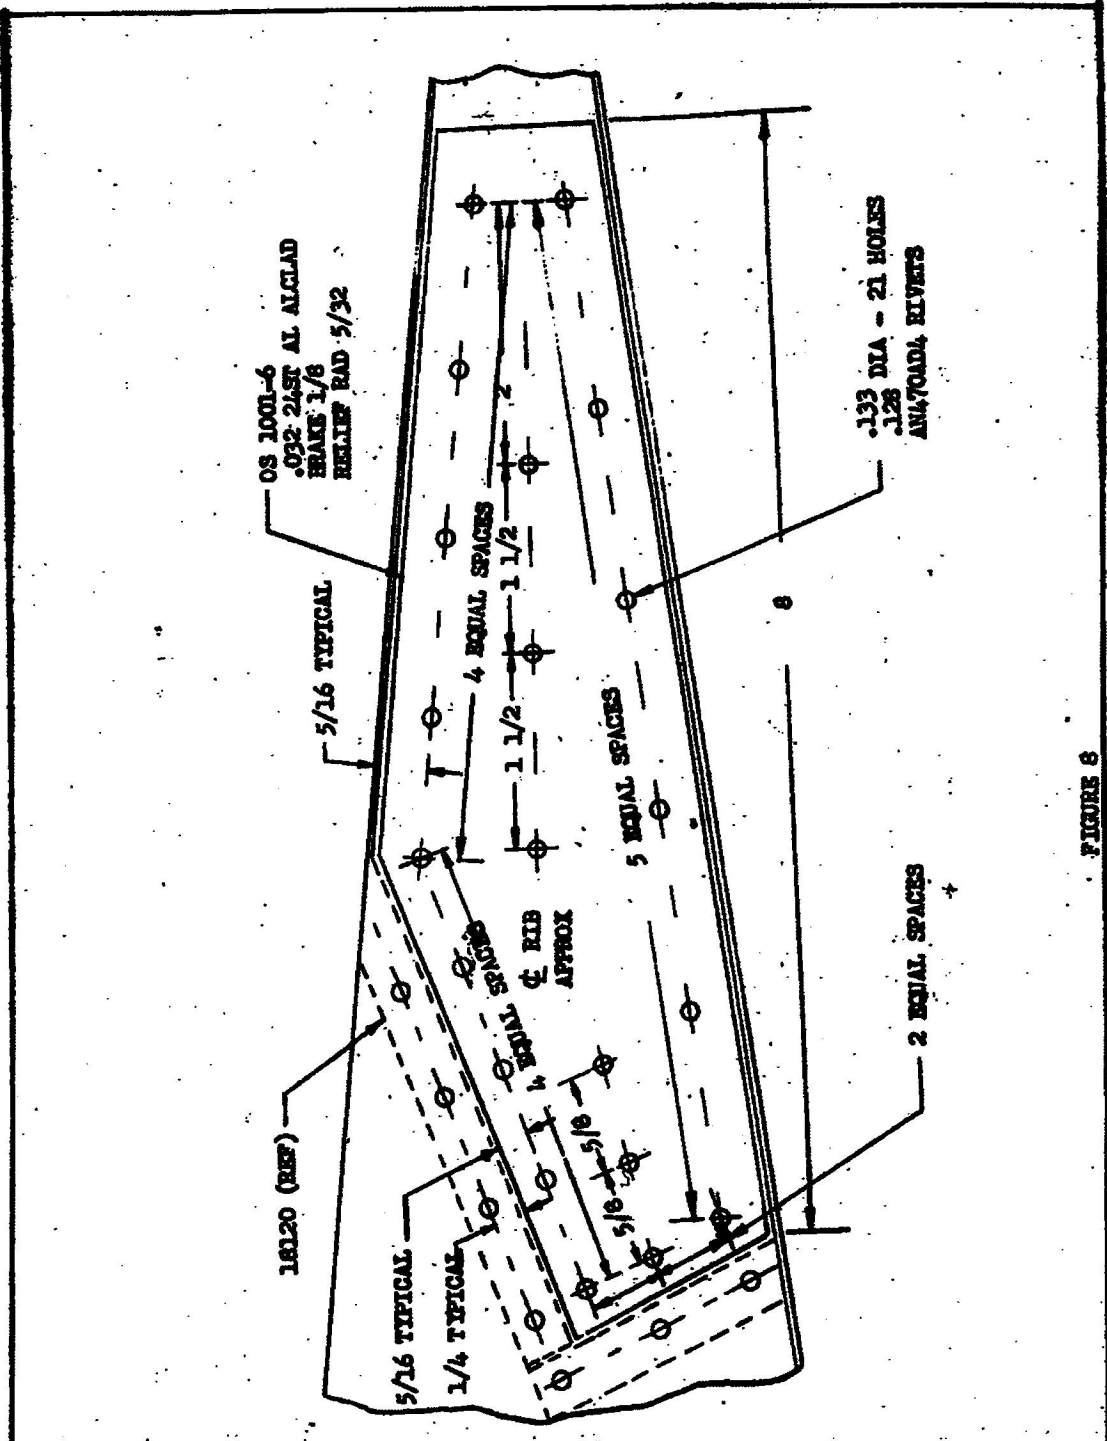 OS 1001-6
.032 24ST AL ALCLAD
BRAKE 1/8
RELIEF RAD 5/32
5/16 TYPICAL
18120 (REF)
5/16 TYPICAL
1/4 TYPICAL
4 EQUAL SPACES
2
1 1/2
1 1/2
4 EQUAL SPACES
℄ RIB
APPROX
5/8
5/8
5 EQUAL SPACES
8
.133 DIA - 21 HOLES
.128
AN470AD4 RIVETS
2 EQUAL SPACES
FIGURE 8